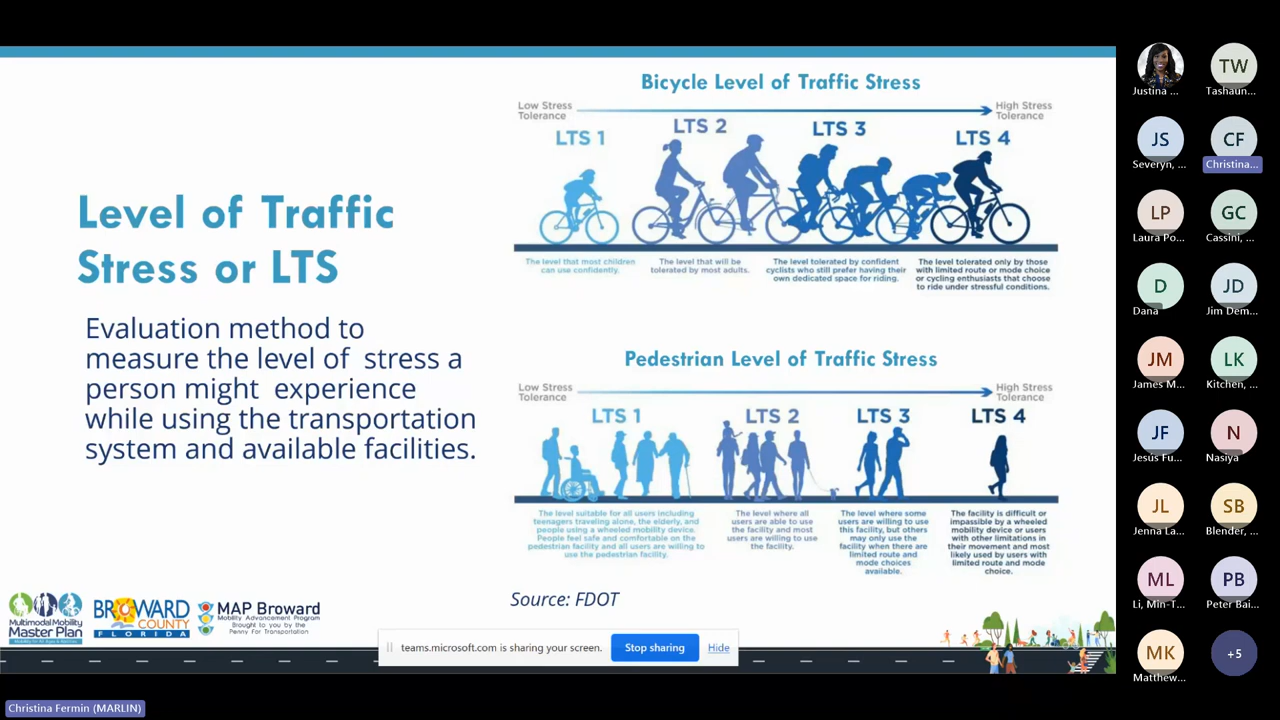 Level of Traffic
Stress or LTS
Evaluation method to
measure the level of stress a
person might experience
while using the transportation
system and available facilities.
Bicycle Level of Traffic Stress
Low Stress
Tolerance
High Stress
Tolerance
LTS 1
LTS 2
LTS 3
LTS 4
The level that most children
can use confidently.
The level that will be
tolerated by most adults.
The level tolerated by confident
cyclists who still prefer having their
own dedicated space for riding.
The level tolerated only by those
with limited route or mode choice
or cycling enthusiasts that choose
to ride under stressful conditions.
Pedestrian Level of Traffic Stress
Low Stress
Tolerance
High Stress
Tolerance
LTS 1
LTS 2
LTS 3
LTS 4
The level suitable for all users including
teenagers traveling alone, the elderly, and
people using a wheeled mobility device.
People feel safe and comfortable on the
pedestrian facility and all users are willing to
use the pedestrian facility.
The level where all
users are able to use
the facility and most
users are willing to use
the facility.
The level where some
users are willing to use
this facility, but others
may only use the
facility when there are
limited route and
mode choices
available.
The facility is difficult or
impassible by a wheeled
mobility device or users
with other limitations in
their movement and most
likely used by users with
limited route and mode
choice.
Source: FDOT
Multimodal Mobility
Master Plan
BROWARD
COUNTY
FLORIDA
MAP Broward
Mobility Advancement Program
Brought to you by the
Penny For Transportation
teams.microsoft.com is sharing your screen.
Stop sharing
Hide
Justina ...
TW
Tashaun...
JS
Severyn, ...
CF
Christina...
LP
Laura Po...
GC
Cassini, ...
D
Dana
JD
Jim Dem...
JM
James M...
LK
Kitchen, ...
JF
Jesús Fu...
N
Nasiya
JL
Jenna La...
SB
Blender, ...
ML
Li, Min-T...
PB
Peter Bai...
MK
Matthew...
+5
Christina Fermin (MARLIN)